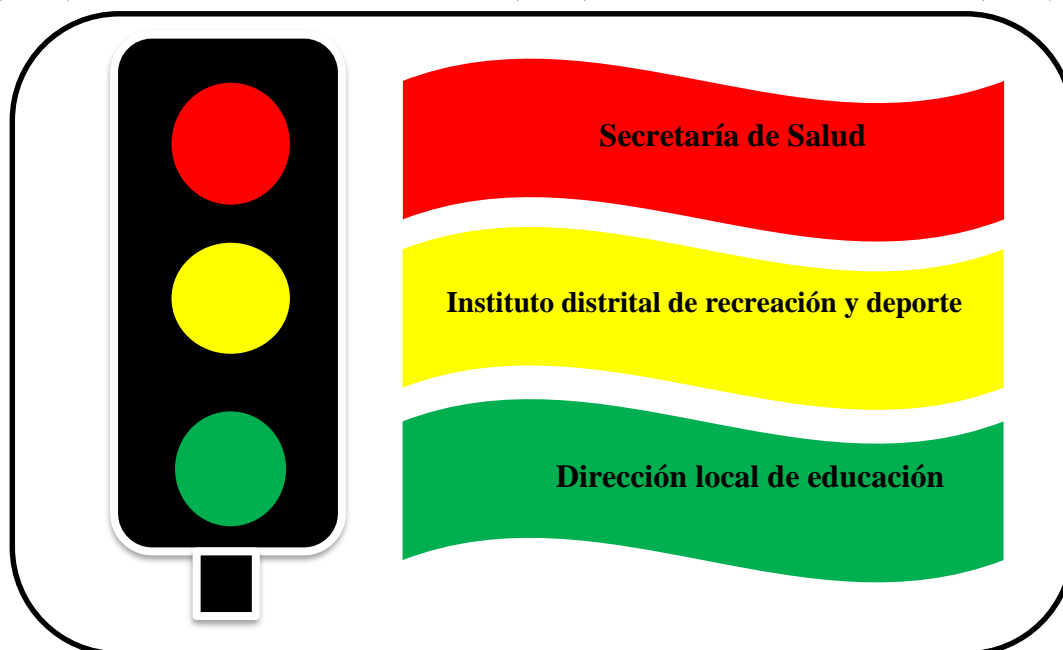 Secretaría de Salud
Instituto distrital de recreación y deporte
Dirección local de educación